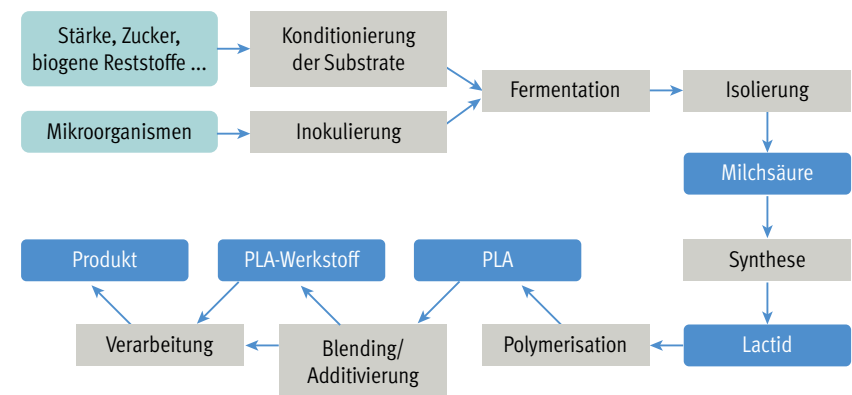 Stärke, Zucker,
biogene Reststoffe ...
Konditionierung
der Substrate
Fermentation
Isolierung
Mikroorganismen
Inokulierung
Milchsäure
Produkt
PLA-Werkstoff
PLA
Synthese
Verarbeitung
Blending/
Additivierung
Polymerisation
Lactid